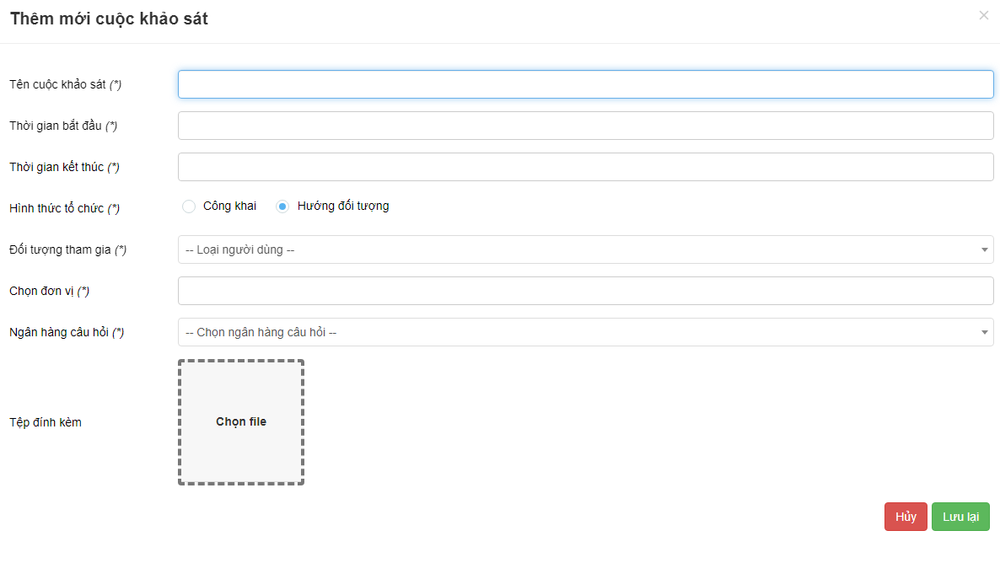 Thêm mới cuộc khảo sát
×
Tên cuộc khảo sát (*)
Thời gian bắt đầu (*)
Thời gian kết thúc (*)
Hình thức tổ chức (*) Công khai Hướng đối tượng
Đối tượng tham gia (*) -- Loại người dùng --
Chọn đơn vị (*)
Ngân hàng câu hỏi (*) -- Chọn ngân hàng câu hỏi --
Tệp đính kèm Chọn file
Hủy Lưu lại